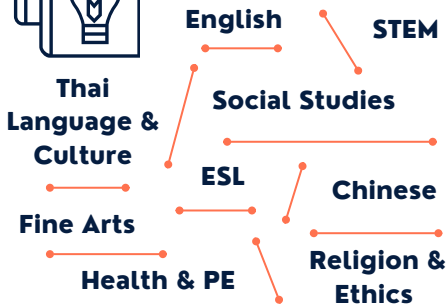 English
STEM
Thai
Language &
Culture
Social Studies
ESL
Chinese
Fine Arts
Health & PE
Religion &
Ethics